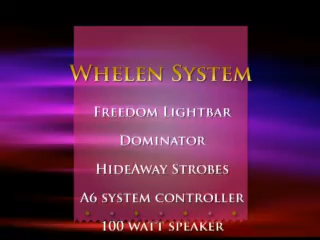 Whelen System
Freedom Lightbar
Dominator
HideAway Strobes
A6 system controller
100 watt speaker